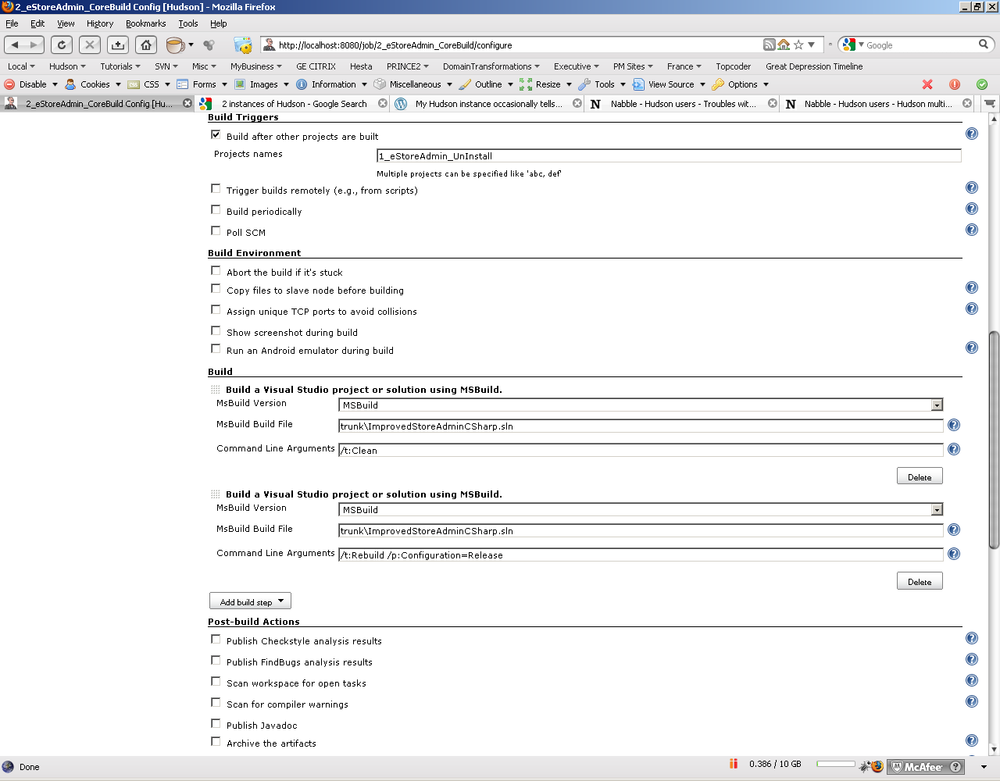 2_eStoreAdmin_CoreBuild Config [Hudson] - Mozilla Firefox
File Edit View History Bookmarks Tools Help
http://localhost:8080/job/2_eStoreAdmin_CoreBuild/configure Google
Local Hudson Tutorials SVN Misc MyBusiness GE CITRIX Hesta PRINCE2 DomainTransformations Executive PM Sites France Topcoder Great Depression Timeline
Disable Cookies CSS Forms Images Information Miscellaneous Outline Resize Tools View Source Options
2_eStoreAdmin_CoreBuild Config [Hu... 2 instances of Hudson - Google Search My Hudson instance occasionally tells... Nabble - Hudson users - Troubles wit... Nabble - Hudson users - Hudson multi...
Build Triggers
Build after other projects are built
Projects names 1_eStoreAdmin_UnInstall
Multiple projects can be specified like 'abc, def'
Trigger builds remotely (e.g., from scripts)
Build periodically
Poll SCM
Build Environment
Abort the build if it's stuck
Copy files to slave node before building
Assign unique TCP ports to avoid collisions
Show screenshot during build
Run an Android emulator during build
Build
Build a Visual Studio project or solution using MSBuild.
MsBuild Version MSBuild
MsBuild Build File trunk\ImprovedStoreAdminCSharp.sln
Command Line Arguments /t:Clean
Delete
Build a Visual Studio project or solution using MSBuild.
MsBuild Version MSBuild
MsBuild Build File trunk\ImprovedStoreAdminCSharp.sln
Command Line Arguments /t:Rebuild /p:Configuration=Release
Delete
Add build step
Post-build Actions
Publish Checkstyle analysis results
Publish FindBugs analysis results
Scan workspace for open tasks
Scan for compiler warnings
Publish Javadoc
Archive the artifacts
Done 0.386 / 10 GB McAfee